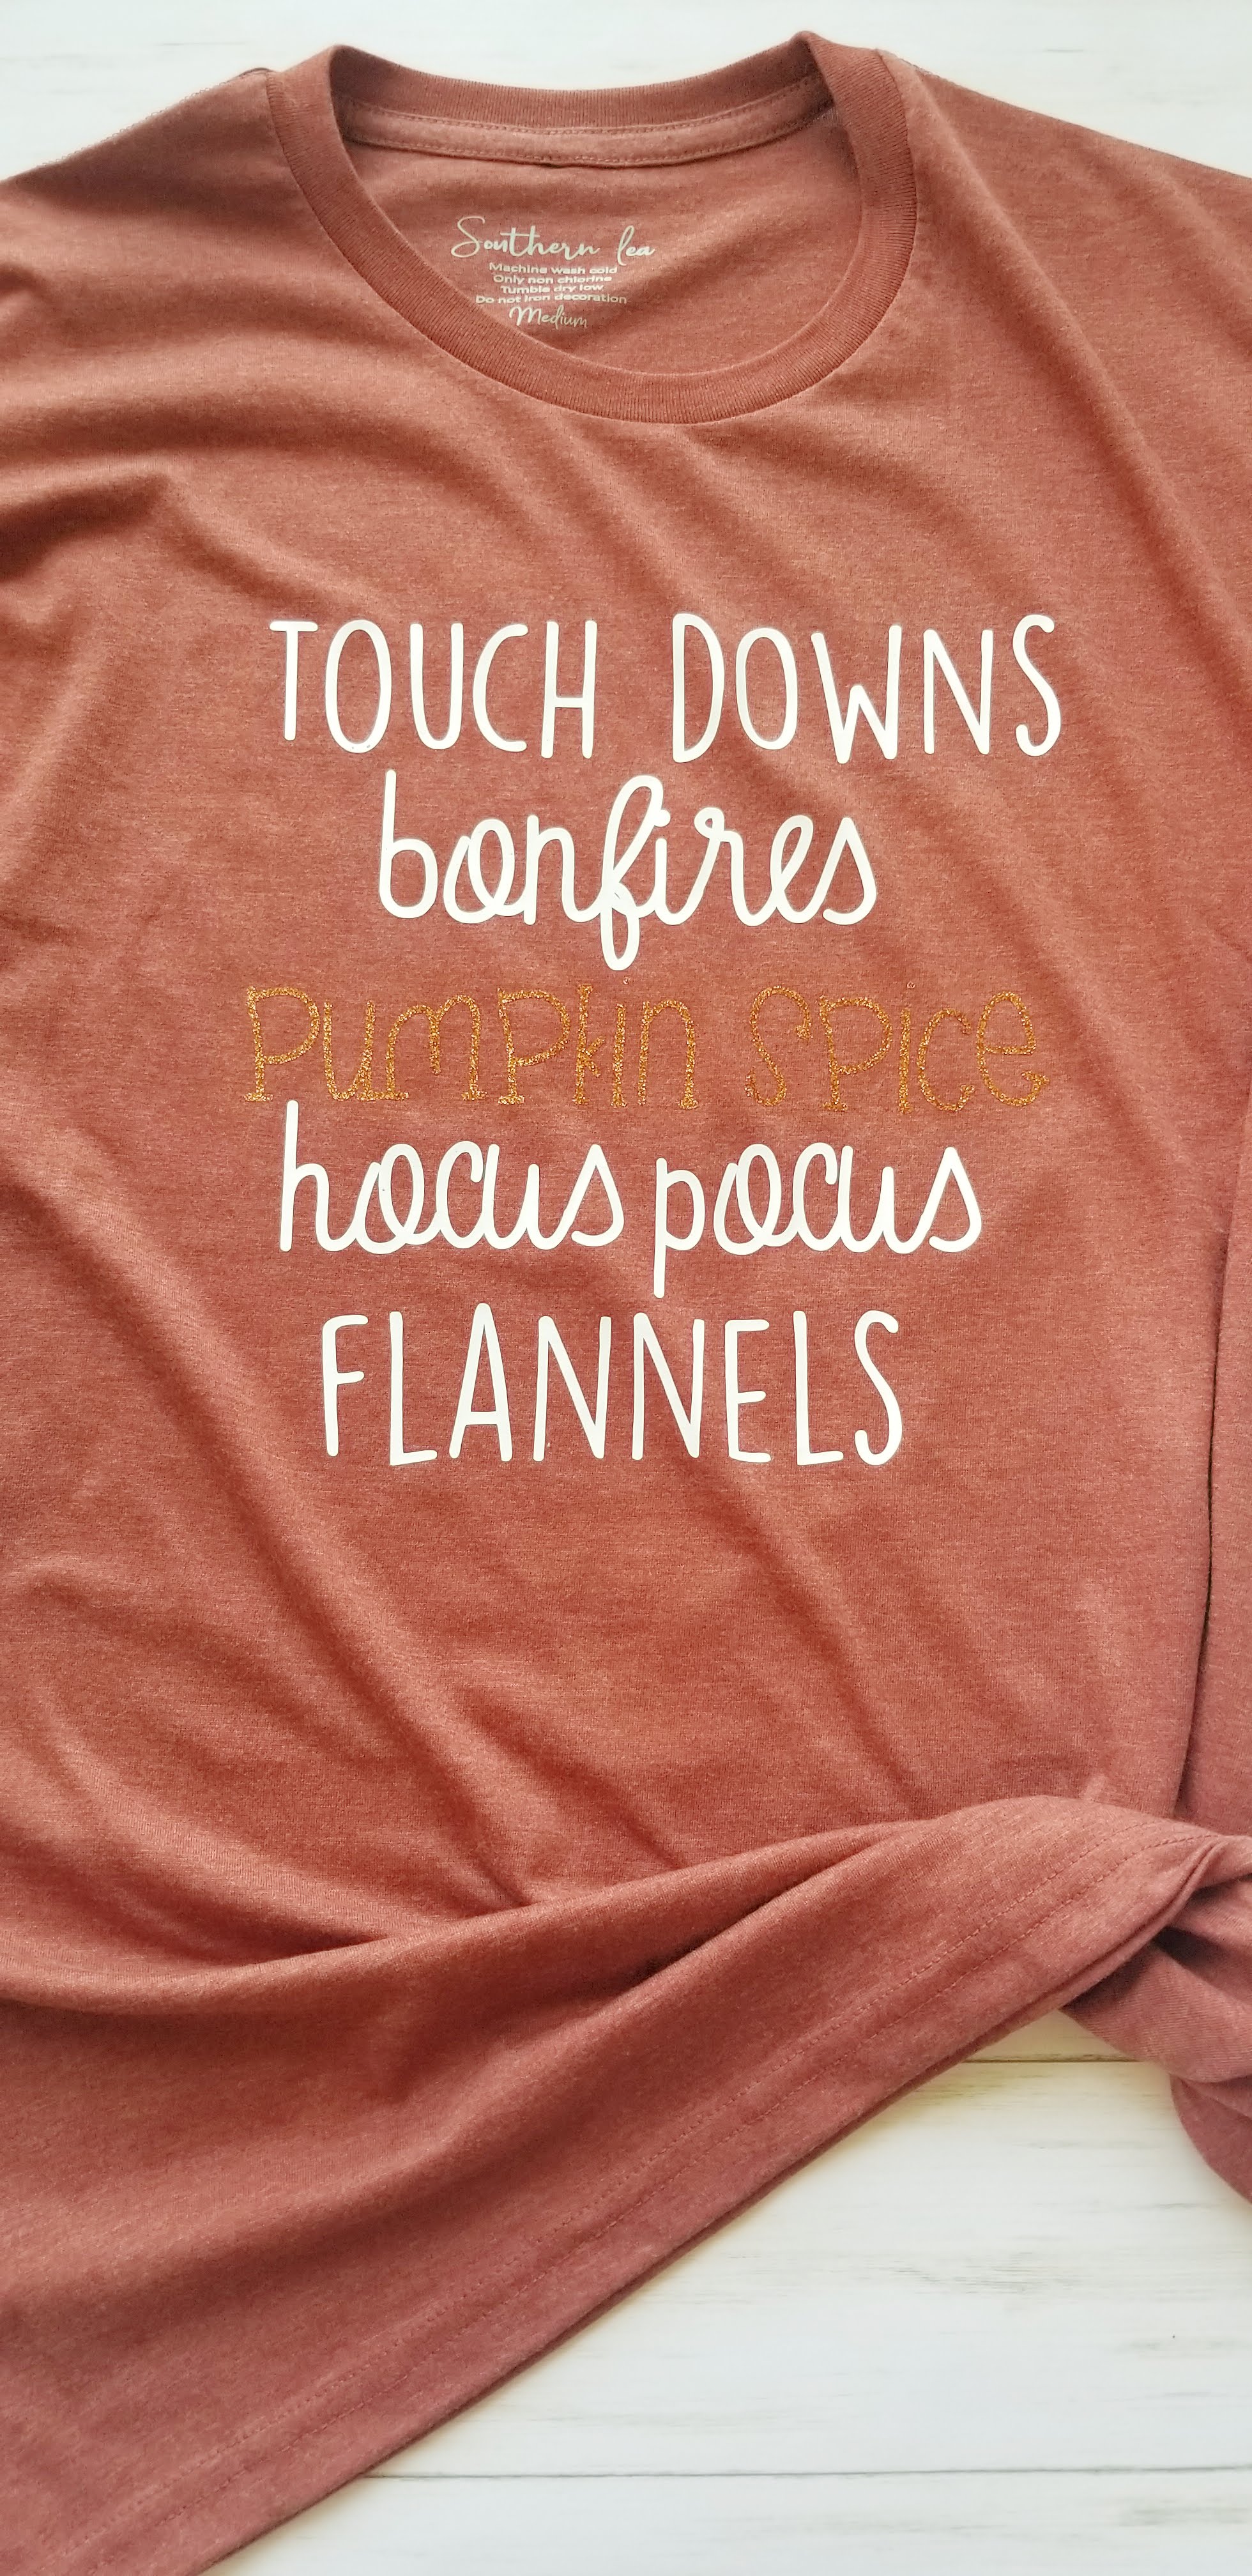 Southern lea
Machine wash cold
Only non chlorine
Tumble dry low
Do not iron decoration
Medium
TOUCH DOWNS
bonfires
PUMPkin SPice
hocus pocus
FLANNELS